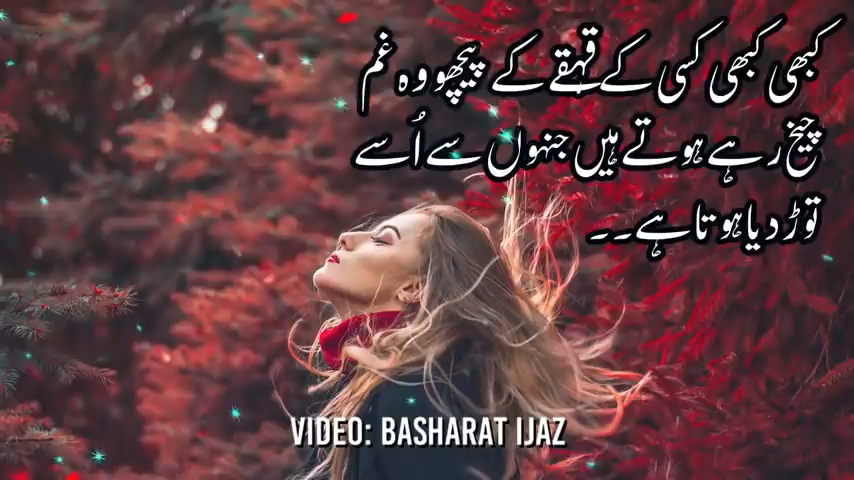 کبھی کبھی کسی کے قہقہے کے پیچھو وہ غم
چیخ رہے ہوتے ہیں جنہوں سے اُسے
توڑ دیا ہوتا ہے۔۔
VIDEO: BASHARAT IJAZ